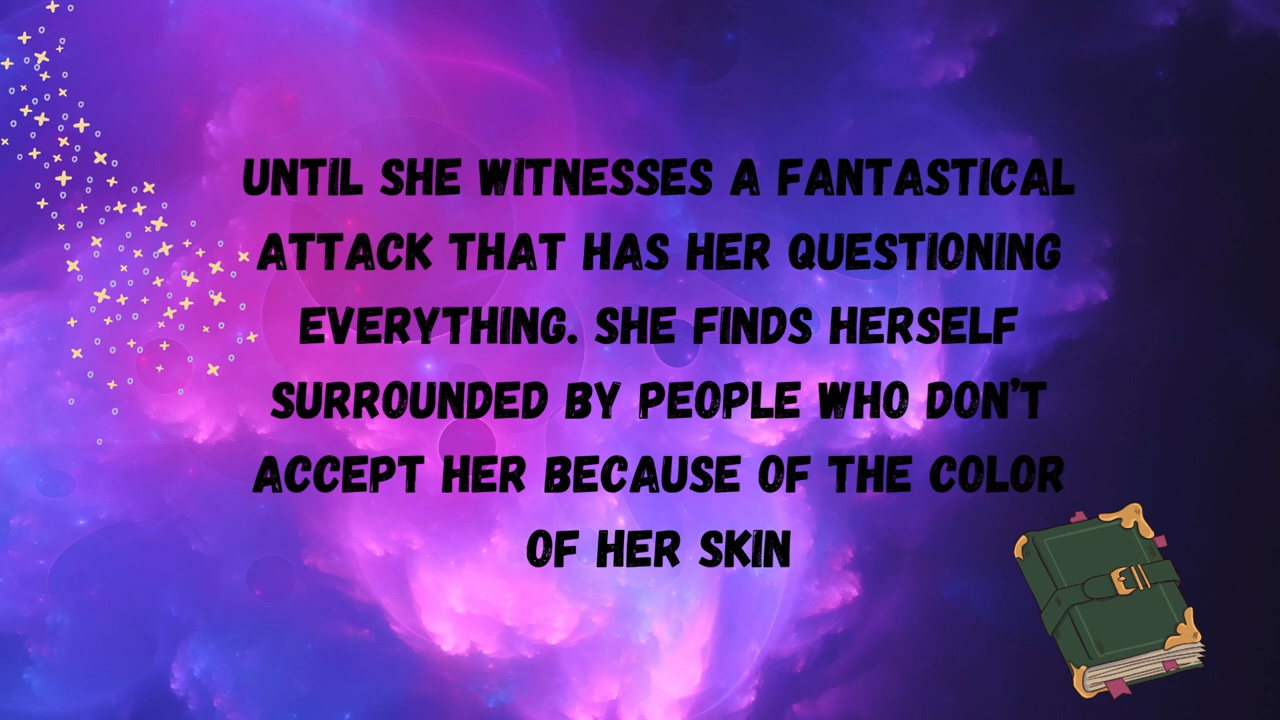 UNTIL SHE WITNESSES A FANTASTICAL
ATTACK THAT HAS HER QUESTIONING
EVERYTHING. SHE FINDS HERSELF
SURROUNDED BY PEOPLE WHO DON'T
ACCEPT HER BECAUSE OF THE COLOR
OF HER SKIN